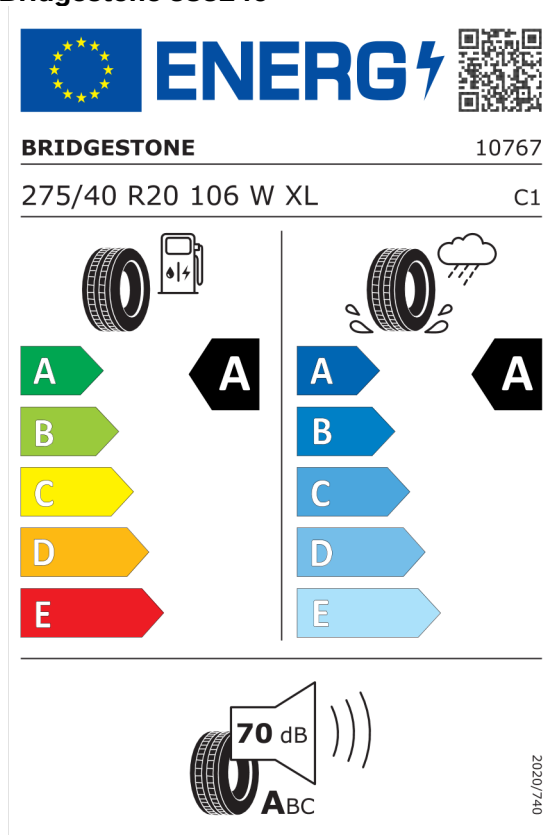 ENERG
BRIDGESTONE 10767
275/40 R20 106 W XL C1
A A A A
B B
C C
D D
E E
70 dB
ABC
2020/740